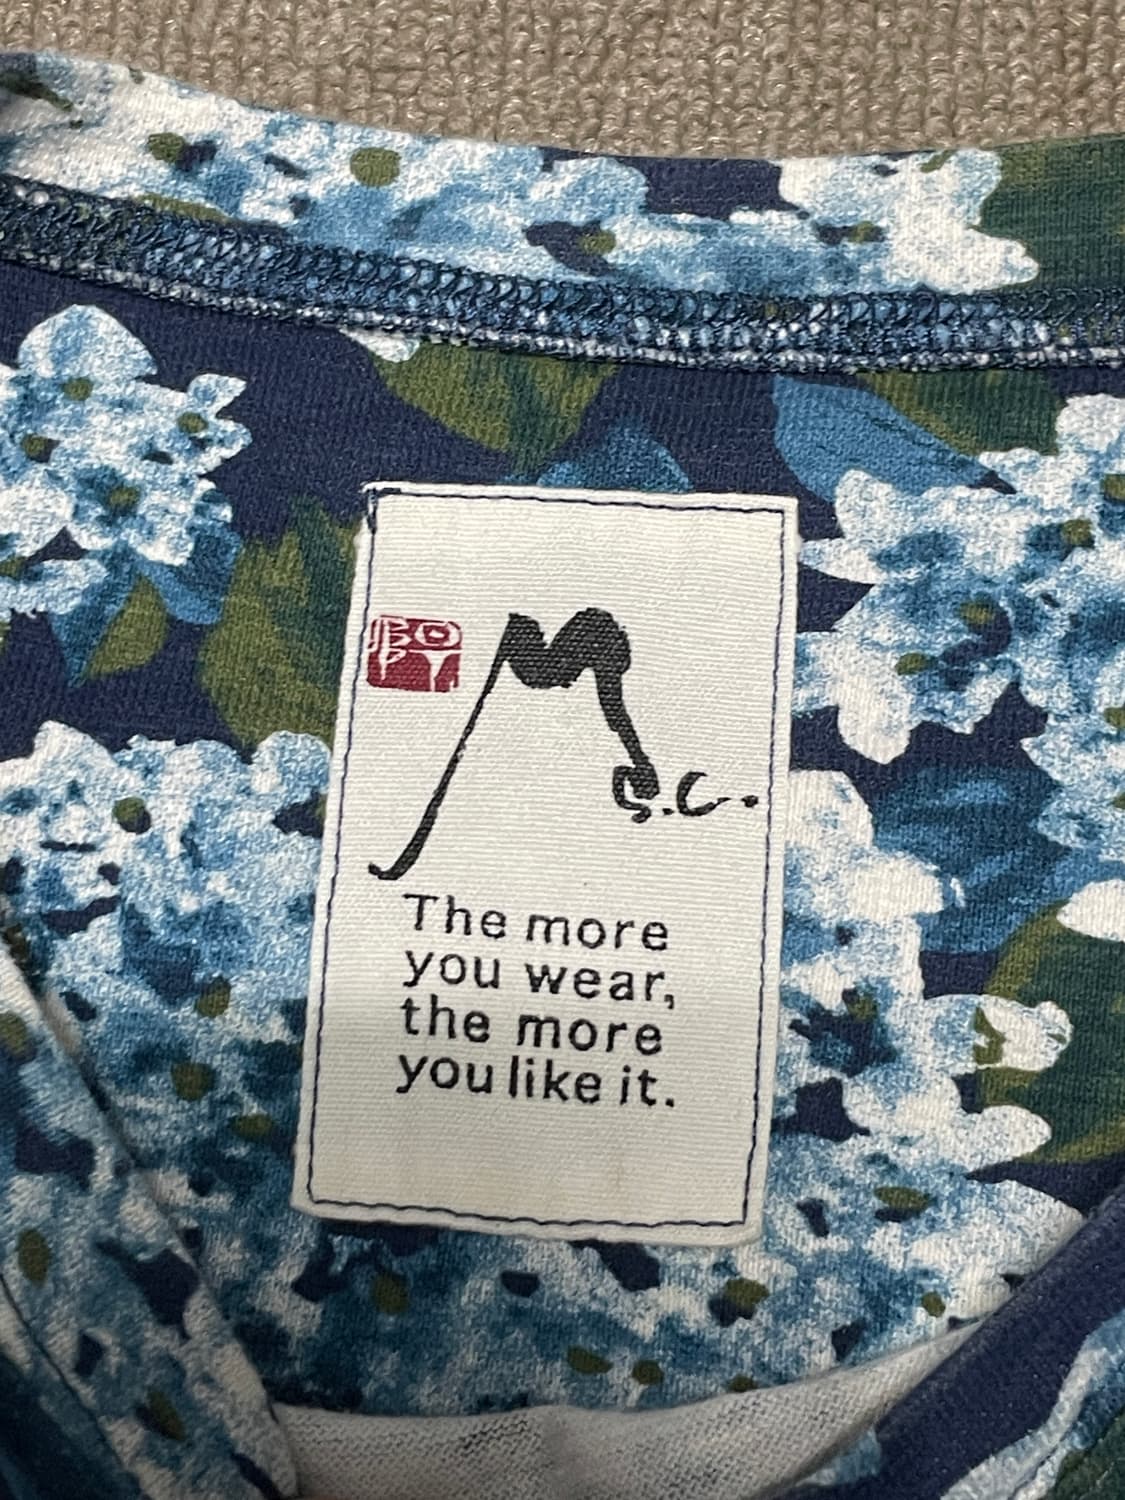 M
S.C.
The more
you wear,
the more
you like it.